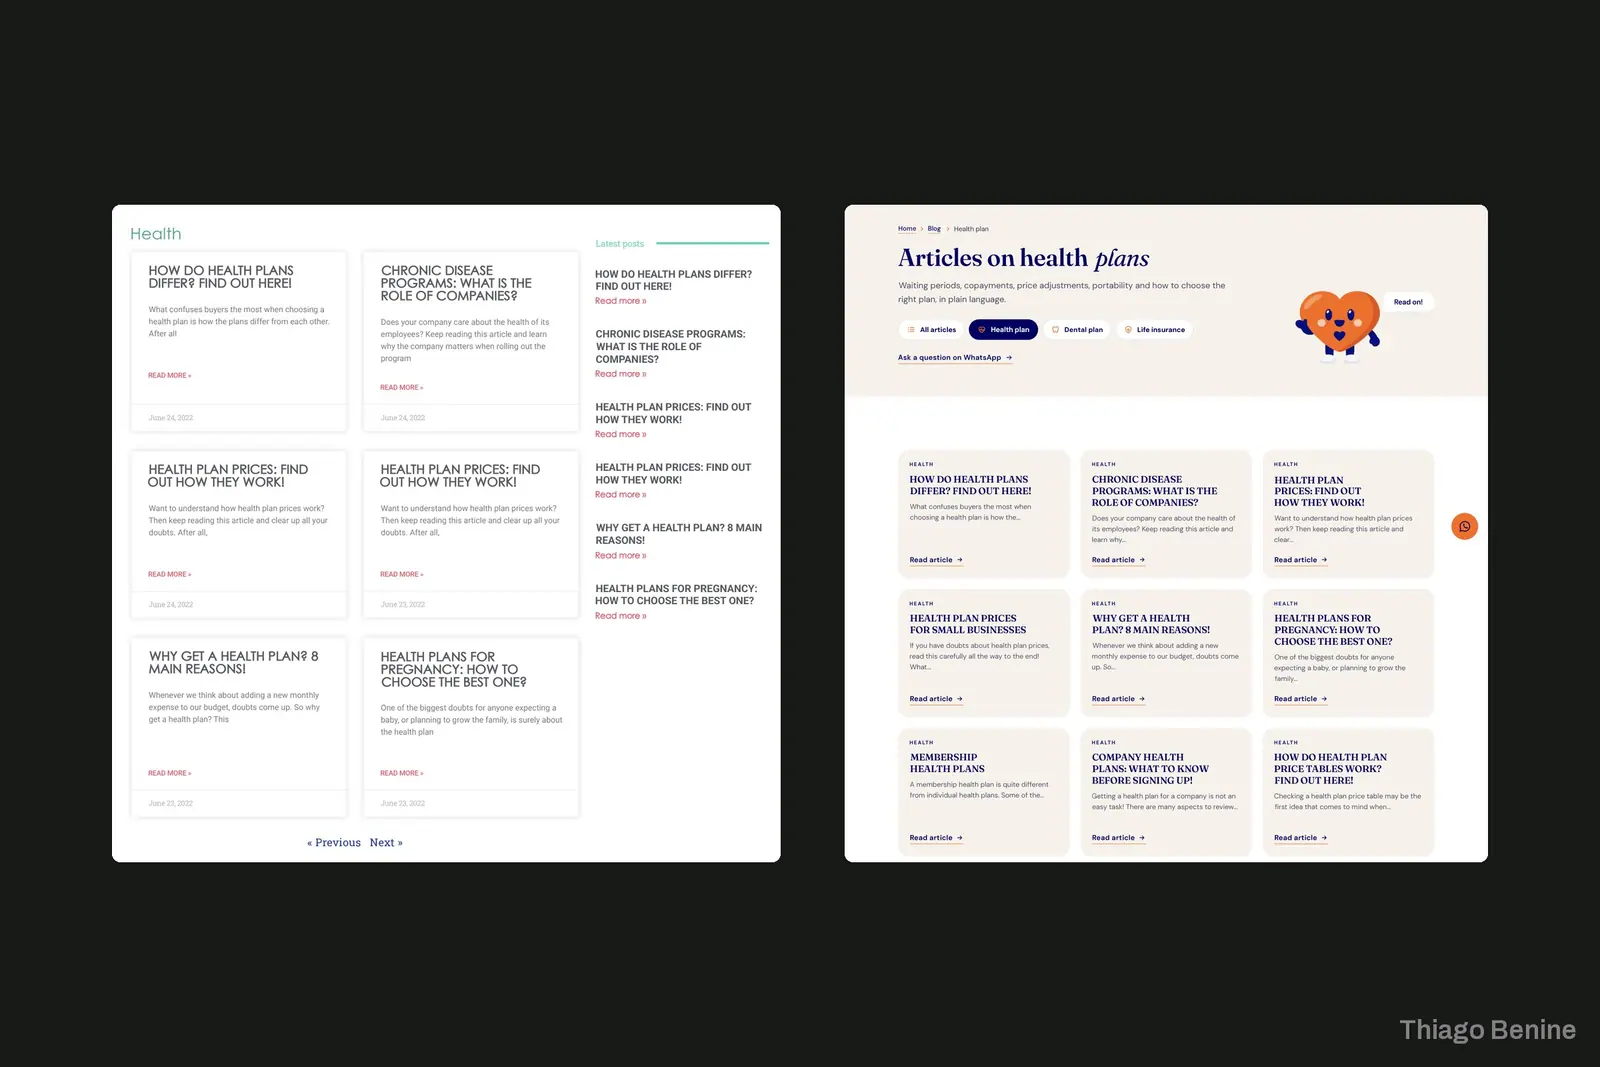 Health
HOW DO HEALTH PLANS
DIFFER? FIND OUT HERE!
What confuses buyers the most when choosing a
health plan is how the plans differ from each other.
After all
READ MORE »
June 24, 2022
CHRONIC DISEASE
PROGRAMS: WHAT IS THE
ROLE OF COMPANIES?
Does your company care about the health of its
employees? Keep reading this article and learn
why the company matters when rolling out the
program
READ MORE »
June 24, 2022
HEALTH PLAN PRICES: FIND
OUT HOW THEY WORK!
Want to understand how health plan prices work?
Then keep reading this article and clear up all your
doubts. After all,
READ MORE »
June 24, 2022
HEALTH PLAN PRICES: FIND
OUT HOW THEY WORK!
Want to understand how health plan prices work?
Then keep reading this article and clear up all your
doubts. After all,
READ MORE »
June 23, 2022
WHY GET A HEALTH PLAN? 8
MAIN REASONS!
Whenever we think about adding a new monthly
expense to our budget, doubts come up. So why
get a health plan? This
READ MORE »
June 23, 2022
HEALTH PLANS FOR
PREGNANCY: HOW TO
CHOOSE THE BEST ONE?
One of the biggest doubts for anyone expecting a
baby, or planning to grow the family, is surely about
the health plan
READ MORE »
June 23, 2022
« Previous Next »
Latest posts
HOW DO HEALTH PLANS DIFFER?
FIND OUT HERE!
Read more »
CHRONIC DISEASE PROGRAMS:
WHAT IS THE ROLE OF
COMPANIES?
Read more »
HEALTH PLAN PRICES: FIND OUT
HOW THEY WORK!
Read more »
HEALTH PLAN PRICES: FIND OUT
HOW THEY WORK!
Read more »
WHY GET A HEALTH PLAN? 8 MAIN
REASONS!
Read more »
HEALTH PLANS FOR PREGNANCY:
HOW TO CHOOSE THE BEST ONE?
Read more »
Home > Blog > Health plan
Articles on health plans
Waiting periods, copayments, price adjustments, portability and how to choose the
right plan, in plain language.
All articles Health plan Dental plan Life insurance
Ask a question on WhatsApp →
Read on!
HEALTH
HOW DO HEALTH PLANS
DIFFER? FIND OUT HERE!
What confuses buyers the most when
choosing a health plan is how the...
Read article →
HEALTH
CHRONIC DISEASE
PROGRAMS: WHAT IS THE
ROLE OF COMPANIES?
Does your company care about the health of
its employees? Keep reading this article and
learn why...
Read article →
HEALTH
HEALTH PLAN
PRICES: FIND OUT
HOW THEY WORK!
Want to understand how health plan prices
work? Then keep reading this article and
clear...
Read article →
HEALTH
HEALTH PLAN PRICES
FOR SMALL BUSINESSES
If you have doubts about health plan prices,
read this carefully all the way to the end!
What...
Read article →
HEALTH
WHY GET A HEALTH
PLAN? 8 MAIN REASONS!
Whenever we think about adding a new
monthly expense to our budget, doubts come
up. So...
Read article →
HEALTH
HEALTH PLANS FOR
PREGNANCY: HOW TO
CHOOSE THE BEST ONE?
One of the biggest doubts for anyone
expecting a baby, or planning to grow the
family...
Read article →
HEALTH
MEMBERSHIP
HEALTH PLANS
A membership health plan is quite different
from individual health plans. Some of the...
Read article →
HEALTH
COMPANY HEALTH
PLANS: WHAT TO KNOW
BEFORE SIGNING UP!
Getting a health plan for a company is not an
easy task! There are many aspects to review...
Read article →
HEALTH
HOW DO HEALTH PLAN
PRICE TABLES WORK?
FIND OUT HERE!
Checking a health plan price table may be the
first idea that comes to mind when...
Read article →
Thiago Benine